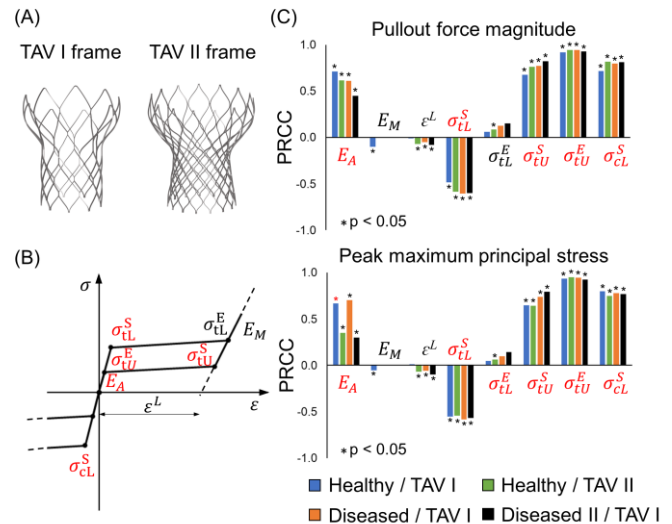 (A)
TAV I frame TAV II frame
(B)
σ
σ_tL^S
σ_tL^E
E_M
σ_tU^E
σ_tU^S
E_A
ε
ε^L
σ_cL^S
(C)
Pullout force magnitude
PRCC
1.0
0.5
0.0
-0.5
-1.0
E_A
E_M
ε^L
σ_tL^S
σ_tL^E
σ_tU^S
σ_tU^E
σ_cL^S
* p < 0.05
Peak maximum principal stress
PRCC
1.0
0.5
0.0
-0.5
-1.0
E_A
E_M
ε^L
σ_tL^S
σ_tL^E
σ_tU^S
σ_tU^E
σ_cL^S
* p < 0.05
Healthy / TAV I Healthy / TAV II
Diseased / TAV I Diseased II / TAV I